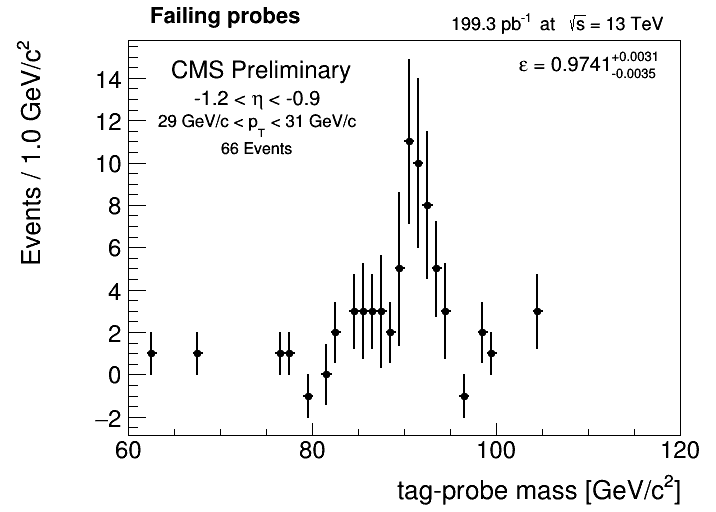 Failing probes
199.3 pb⁻¹ at √s = 13 TeV
CMS Preliminary
-1.2 < η < -0.9
29 GeV/c < p_T < 31 GeV/c
66 Events
ε = 0.9741 +0.0031 -0.0035
Events / 1.0 GeV/c²
14
12
10
8
6
4
2
0
−2
60 80 100 120
tag-probe mass [GeV/c²]